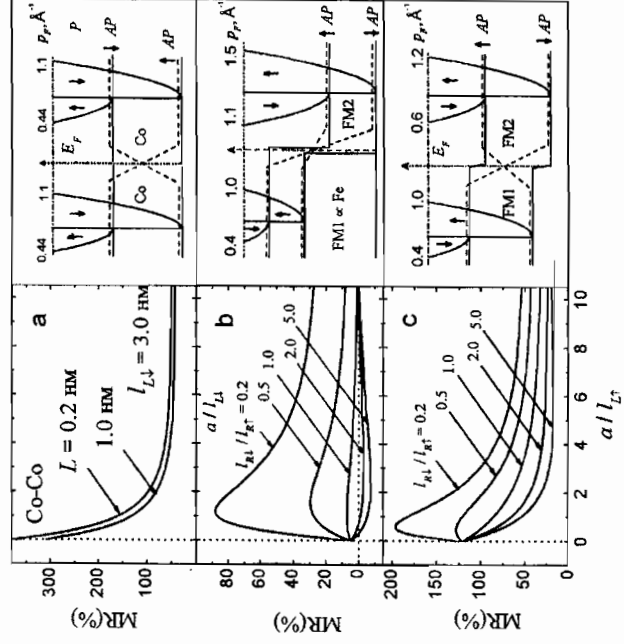 a
Co-Co
L = 0.2 нм
1.0 нм
l_L↓ = 3.0 нм
MR(%)
300
200
100
0.44
1.1
p_F, Å⁻¹
0.44
1.1
P
E_F
Co
Co
↓ AP
↑ AP
b
a / l_L↓
l_R↓ / l_R↑ = 0.2
0.5
1.0
2.0
5.0
MR(%)
80
60
40
20
0
0.4
1.0
p_F, Å⁻¹
1.1
1.5
FM1 ∝ Fe
FM2
↑ AP
↓ AP
c
l_R↓ / l_R↑ = 0.2
0.5
1.0
2.0
5.0
MR(%)
200
150
100
50
0
0
2
4
6
8
10
a / l_L↑
0.4
1.0
p_F, Å⁻¹
0.6
1.2
E_F
FM1
FM2
↑ AP
↓ AP